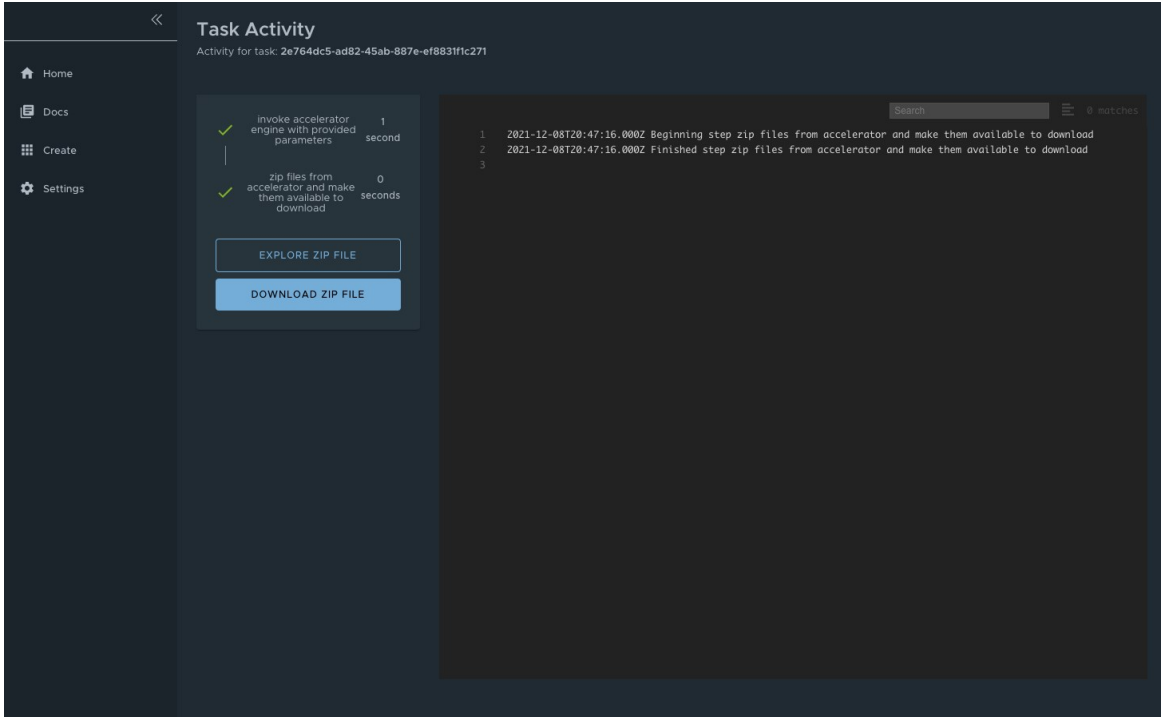 Task Activity
Activity for task: 2e764dc5-ad82-45ab-887e-ef8831f1c271
Home
Docs
Create
Settings
invoke accelerator
engine with provided
parameters
1
second
zip files from
accelerator and make
them available to
download
0
seconds
EXPLORE ZIP FILE
DOWNLOAD ZIP FILE
Search
0 matches
1 2021-12-08T20:47:16.000Z Beginning step zip files from accelerator and make them available to download
2 2021-12-08T20:47:16.000Z Finished step zip files from accelerator and make them available to download
3